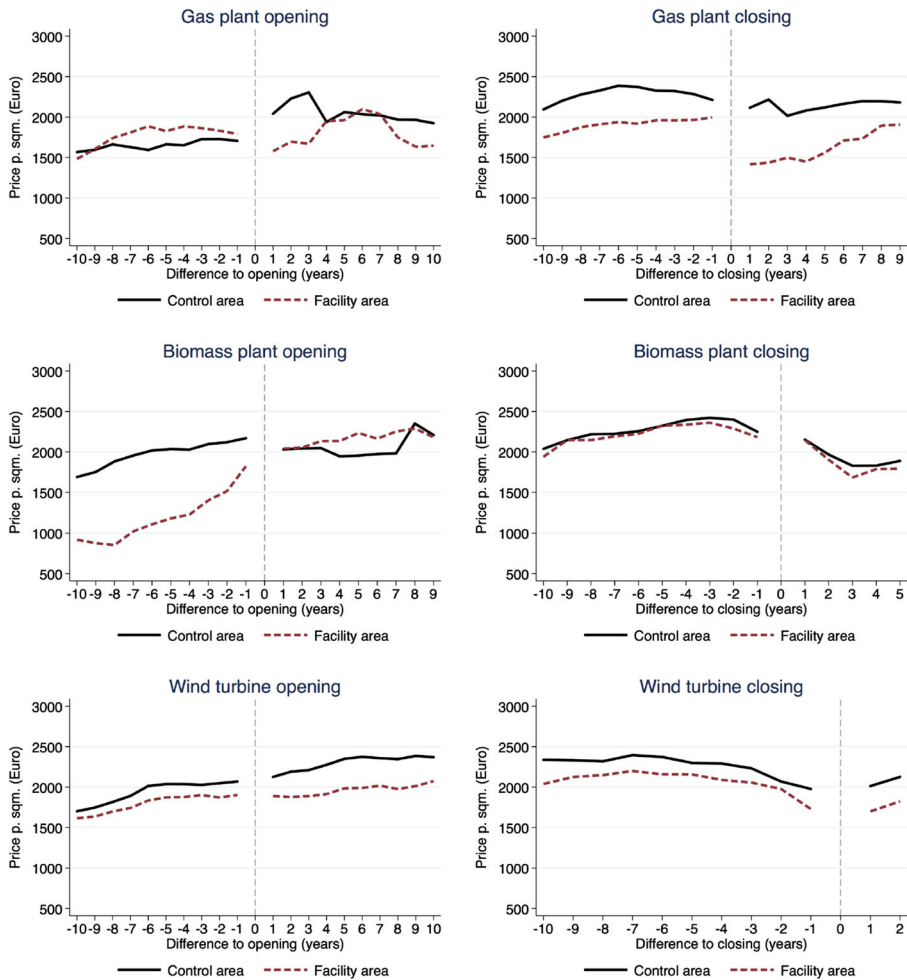 Gas plant opening
Price p. sqm. (Euro)
3000
2500
2000
1500
1000
500
-10 -9 -8 -7 -6 -5 -4 -3 -2 -1 0 1 2 3 4 5 6 7 8 9 10
Difference to opening (years)
Control area Facility area
Gas plant closing
Price p. sqm. (Euro)
3000
2500
2000
1500
1000
500
-10 -9 -8 -7 -6 -5 -4 -3 -2 -1 0 1 2 3 4 5 6 7 8 9
Difference to closing (years)
Control area Facility area
Biomass plant opening
Price p. sqm. (Euro)
3000
2500
2000
1500
1000
500
-10 -9 -8 -7 -6 -5 -4 -3 -2 -1 0 1 2 3 4 5 6 7 8 9
Difference to opening (years)
Control area Facility area
Biomass plant closing
Price p. sqm. (Euro)
3000
2500
2000
1500
1000
500
-10 -9 -8 -7 -6 -5 -4 -3 -2 -1 0 1 2 3 4 5
Difference to closing (years)
Control area Facility area
Wind turbine opening
Price p. sqm. (Euro)
3000
2500
2000
1500
1000
500
-10 -9 -8 -7 -6 -5 -4 -3 -2 -1 0 1 2 3 4 5 6 7 8 9 10
Difference to opening (years)
Control area Facility area
Wind turbine closing
Price p. sqm. (Euro)
3000
2500
2000
1500
1000
500
-10 -9 -8 -7 -6 -5 -4 -3 -2 -1 0 1 2
Difference to closing (years)
Control area Facility area